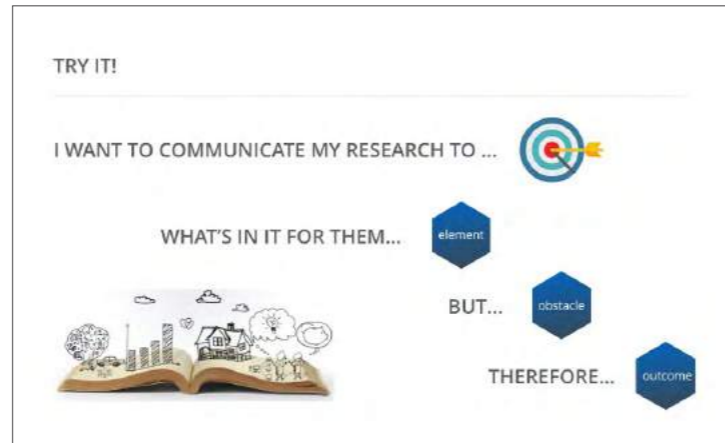 TRY IT!
I WANT TO COMMUNICATE MY RESEARCH TO ...
WHAT'S IN IT FOR THEM... element
BUT... obstacle
THEREFORE... outcome